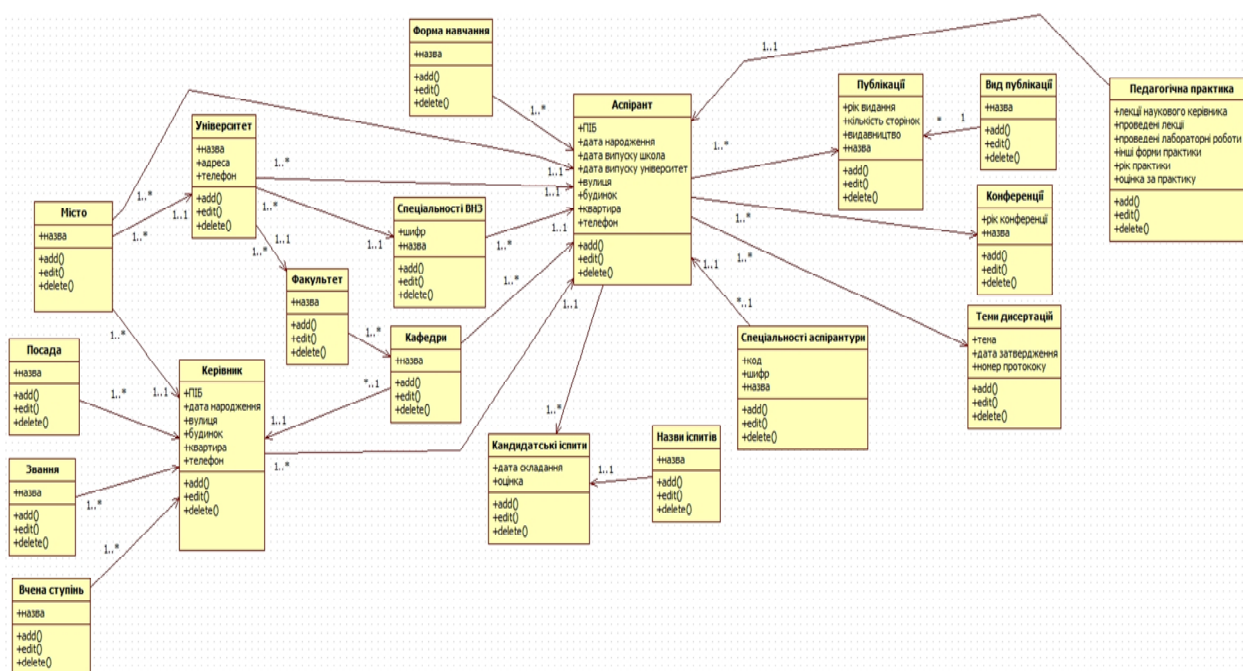 Форма навчання
+назва
+add()
+edit()
+delete()
1..*
1..1
Аспірант
+ПІБ
+дата народження
+дата випуску школа
+дата випуску університет
+вулиця
+будинок
+квартира
+телефон
+add()
+edit()
+delete()
Публікації
+рік видання
+кількість сторінок
+видавництво
+назва
+add()
+edit()
+delete()
1..*
*
1
Вид публікації
+назва
+add()
+edit()
+delete()
Педагогічна практика
+лекції наукового керівника
+проведені лекції
+проведені лабораторні роботи
+інші форми практики
+рік практики
+оцінка за практику
+add()
+edit()
+delete()
Університет
+назва
+адреса
+телефон
+add()
+edit()
+delete()
1..*
1..1
1..1
1..*
1..1
1..*
1..1
Місто
+назва
+add()
+edit()
+delete()
1..*
1..*
1..1
1..*
1..1
Спеціальності ВНЗ
+шифр
+назва
+add()
+edit()
+delete()
1..*
1..1
Конференції
+рік конференції
+назва
+add()
+edit()
+delete()
1..*
1..*
Факультет
+назва
+add()
+edit()
+delete()
1..*
Кафедри
+назва
+add()
+edit()
+delete()
1..*
*..1
1..1
1..1
Теми дисертацій
+тена
+дата затвердження
+номер протококу
+add()
+edit()
+delete()
Спеціальності аспірантури
+код
+шифр
+назва
+add()
+edit()
+delete()
1..1
*..1
Посада
+назва
+add()
+edit()
+delete()
1..*
Керівник
+ПІБ
+дата народження
+вулиця
+будинок
+квартира
+телефон
+add()
+edit()
+delete()
1..*
Кандидатські іспити
+дата складання
+оцінка
+add()
+edit()
+delete()
1..*
1..1
Назви іспитів
+назва
+add()
+edit()
+delete()
Звання
+назва
+add()
+edit()
+delete()
1..*
Вчена ступінь
+назва
+add()
+edit()
+delete()
1..*